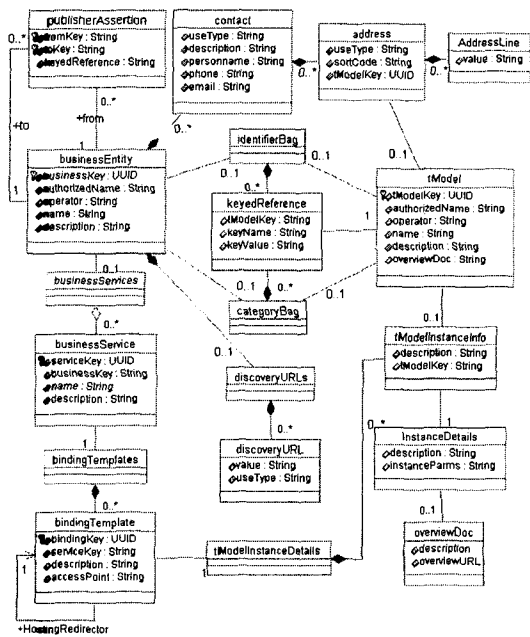 publisherAssertion
fromKey : String
toKey : String
keyedReference : String
contact
useType : String
description : String
personname : String
phone : String
email : String
address
useType : String
sortCode : String
tModelKey : UUID
AddressLine
value : String
0..*
0..*
0..*
0..*
+to
+from
0..*
1
1
businessEntity
businessKey : UUID
authorizedName : String
operator : String
name : String
description : String
identifierBag
0..1
0..1
0..1
0..*
keyedReference
tModelKey : String
keyName : String
keyValue : String
1
tModel
tModelKey : UUID
authorizedName : String
operator : String
name : String
description : String
overviewDoc : String
0..1
businessServices
0..*
0..1
0..1
categoryBag
0..*
businessService
serviceKey : UUID
businessKey : String
name : String
description : String
0..1
discoveryURLs
0..1
tModelInstanceInfo
description : String
tModelKey : String
0..*
discoveryURL
value : String
useType : String
0..*
1
InstanceDetails
description : String
instanceParms : String
1
bindingTemplates
0..*
bindingTemplate
bindingKey : UUID
serviceKey : String
description : String
accessPoint : String
1
tModelInstanceDetails
1
0..1
overviewDoc
description
overviewURL
+HostingRedirector